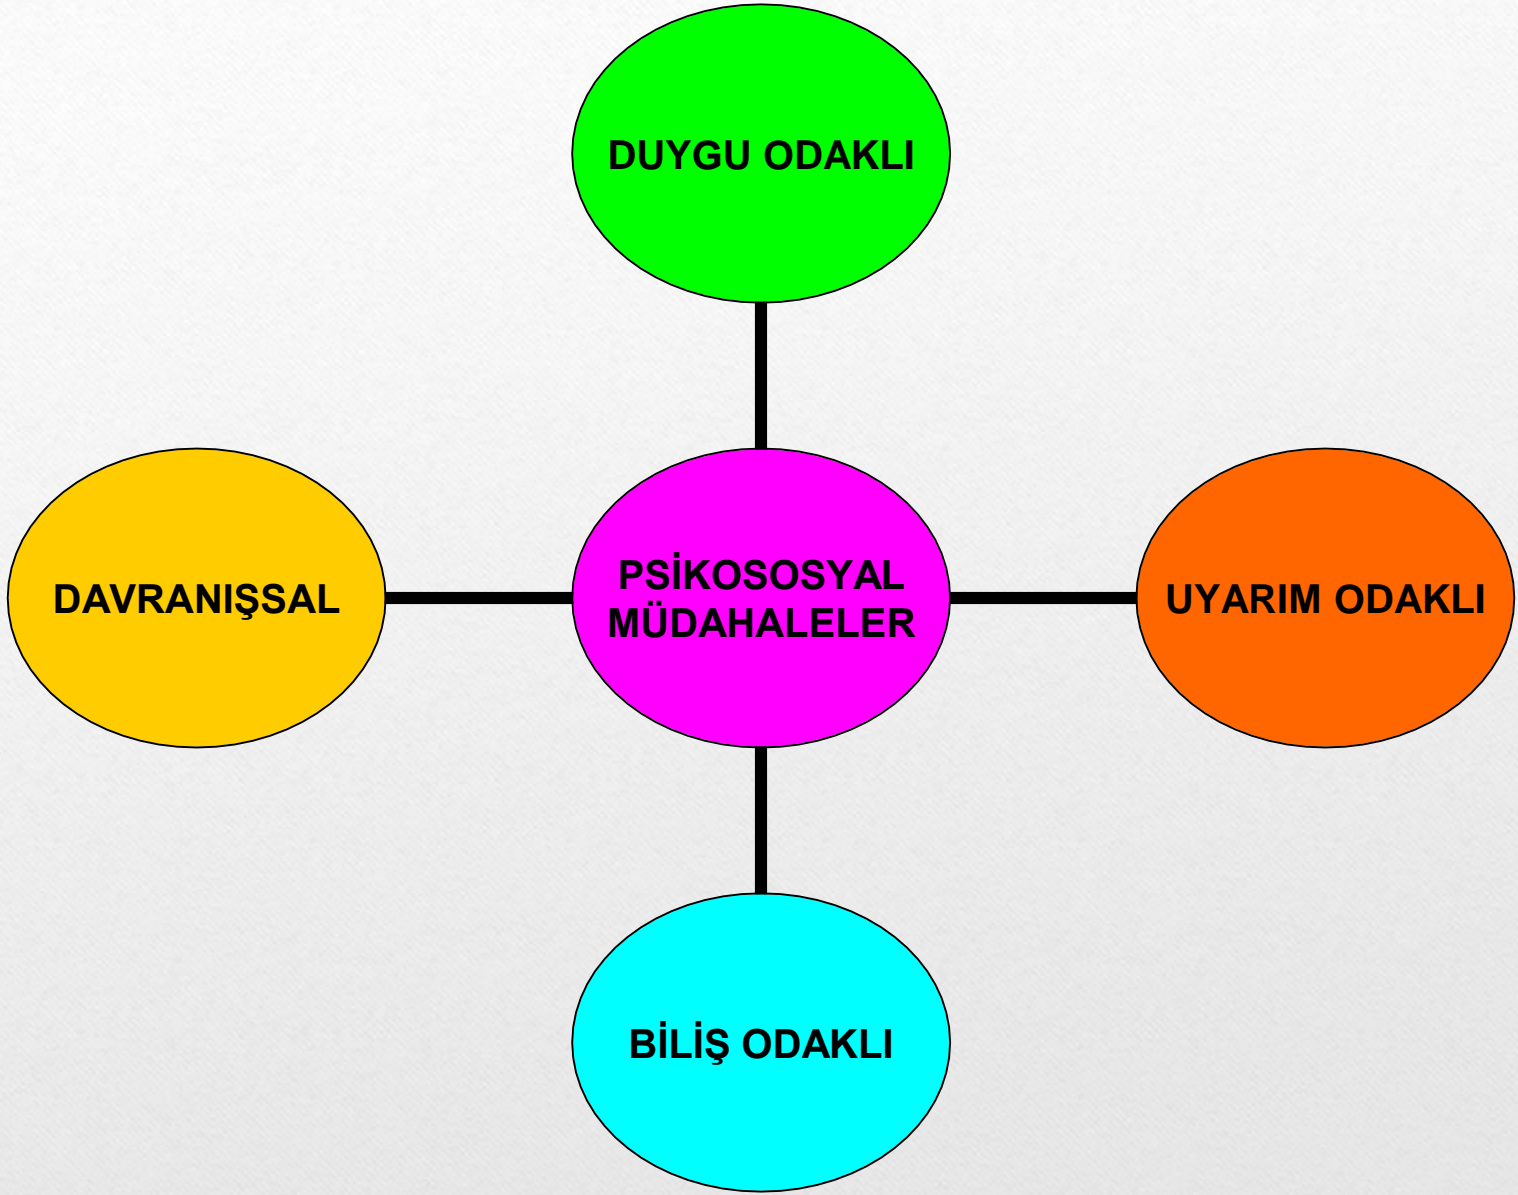 DUYGU ODAKLI
DAVRANIŞSAL
PSİKOSOSYAL
MÜDAHALELER
UYARIM ODAKLI
BİLİŞ ODAKLI